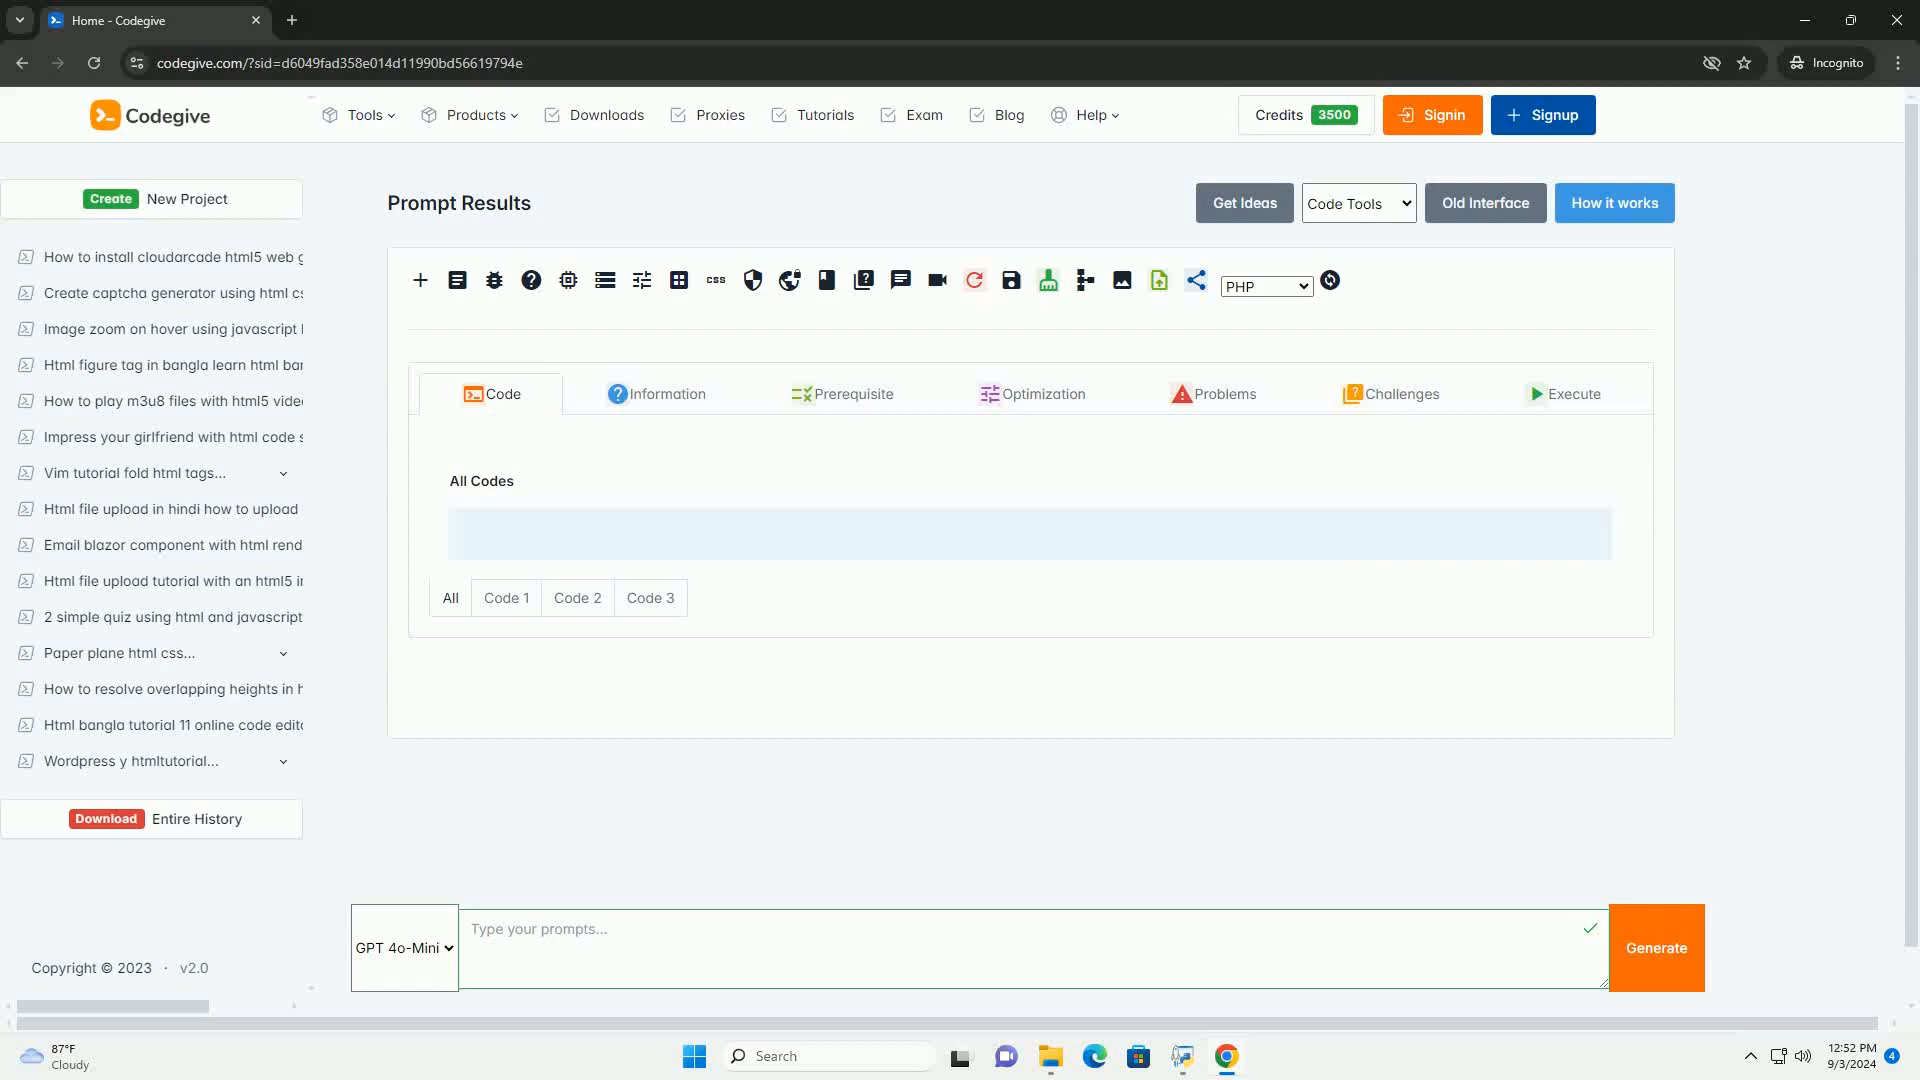 Home - Codegive
codegive.com/?sid=d6049fad358e014d11990bd56619794e
Incognito
Codegive
Tools
Products
Downloads
Proxies
Tutorials
Exam
Blog
Help
Credits 3500
Signin
Signup
Create New Project
How to install cloudarcade html5 web g
Create captcha generator using html cs
Image zoom on hover using javascript
Html figure tag in bangla learn html bar
How to play m3u8 files with html5 vide
Impress your girlfriend with html code s
Vim tutorial fold html tags...
Html file upload in hindi how to upload
Email blazor component with html rend
Html file upload tutorial with an html5 in
2 simple quiz using html and javascript
Paper plane html css...
How to resolve overlapping heights in h
Html bangla tutorial 11 online code edito
Wordpress y htmltutorial...
Download Entire History
Copyright © 2023 · v2.0
Prompt Results
Get Ideas
Code Tools
Old Interface
How it works
css
PHP
Code
Information
Prerequisite
Optimization
Problems
Challenges
Execute
All Codes
All
Code 1
Code 2
Code 3
GPT 4o-Mini
Type your prompts...
Generate
87°F
Cloudy
Search
12:52 PM
9/3/2024
4